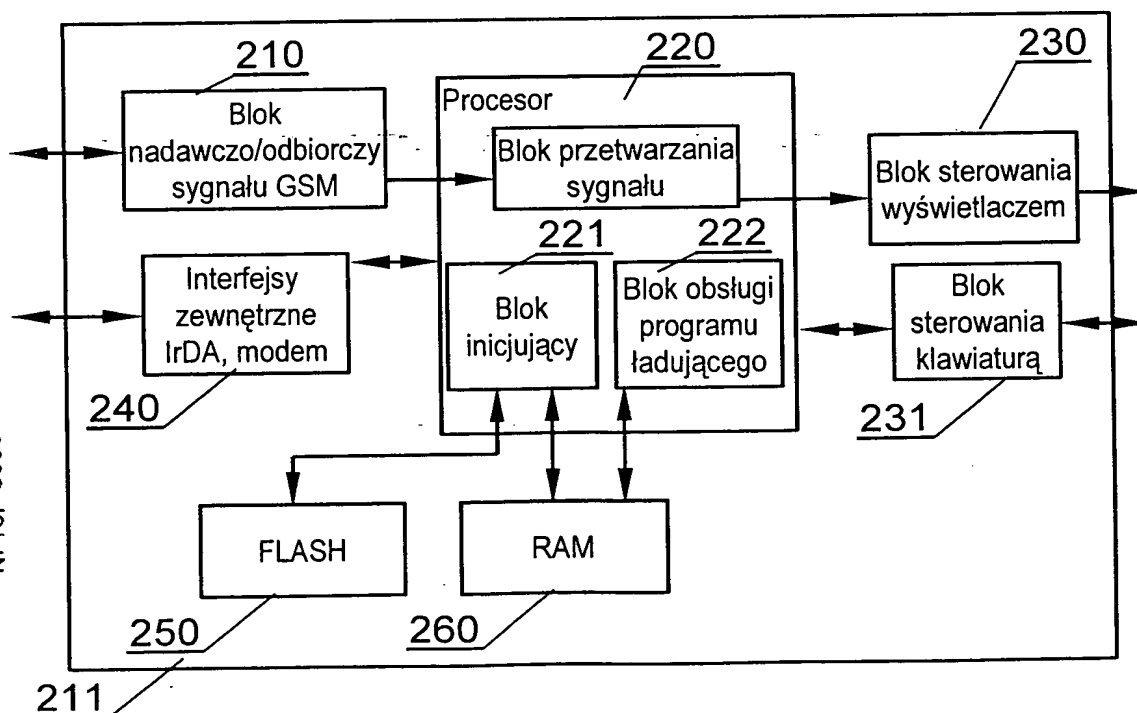 210
220
230
Blok
nadawczo/odbiorczy
sygnału GSM
Procesor
Blok przetwarzania
sygnału
Blok sterowania
wyświetlaczem
221
222
Interfejsy
zewnętrzne
IrDA, modem
Blok
inicjujący
Blok obsługi
programu
ładującego
Blok
sterowania
klawiaturą
240
231
FLASH
RAM
250
260
211